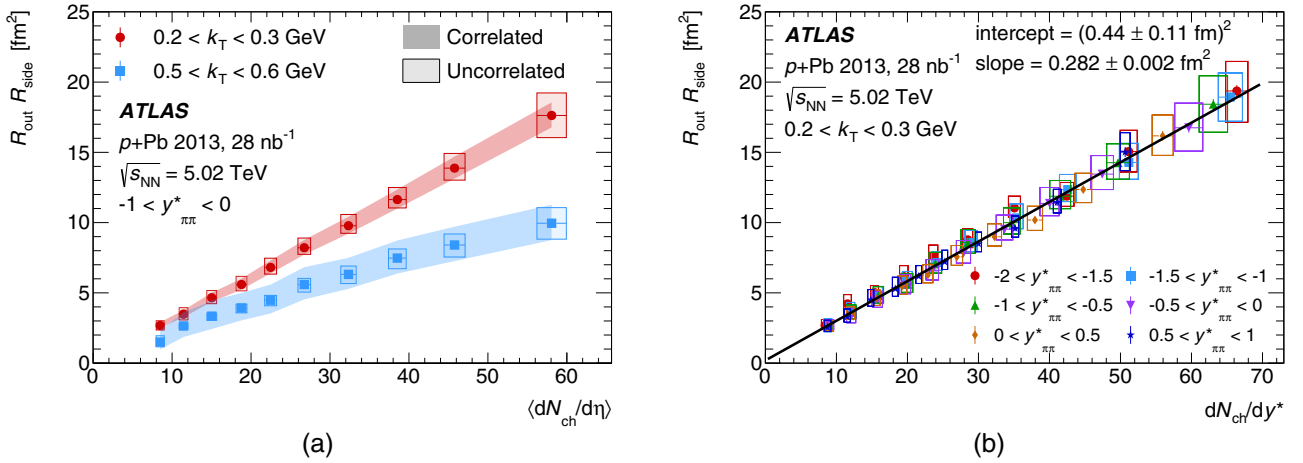 R_out R_side [fm²]
25
20
15
10
5
0
0 10 20 30 40 50 60
⟨dN_ch/dη⟩
0.2 < k_T < 0.3 GeV
0.5 < k_T < 0.6 GeV
Correlated
Uncorrelated
ATLAS
p+Pb 2013, 28 nb⁻¹
√s_NN = 5.02 TeV
-1 < y*_ππ < 0
(a)
R_out R_side [fm²]
25
20
15
10
5
0
0 10 20 30 40 50 60 70
dN_ch/dy*
ATLAS
p+Pb 2013, 28 nb⁻¹
√s_NN = 5.02 TeV
0.2 < k_T < 0.3 GeV
intercept = (0.44 ± 0.11 fm)²
slope = 0.282 ± 0.002 fm²
-2 < y*_ππ < -1.5
-1.5 < y*_ππ < -1
-1 < y*_ππ < -0.5
-0.5 < y*_ππ < 0
0 < y*_ππ < 0.5
0.5 < y*_ππ < 1
(b)